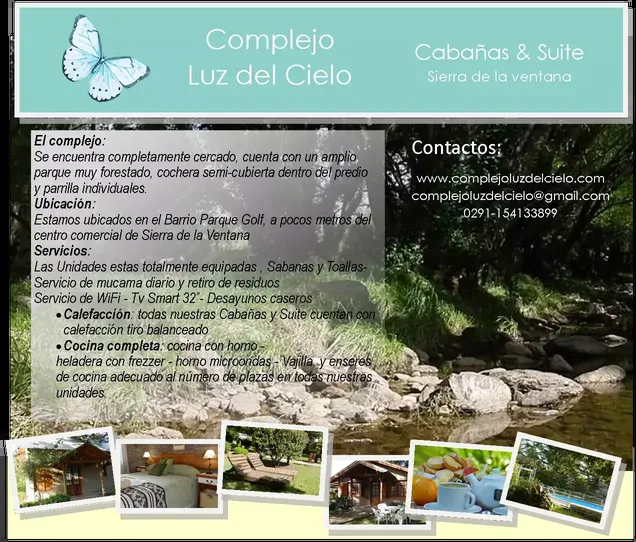 Complejo
Luz del Cielo
Cabañas & Suite
Sierra de la ventana
El complejo:
Se encuentra completamente cercado, cuenta con un amplio
parque muy forestado, cochera semi-cubierta dentro del predio
y parrilla individuales.
Ubicación:
Estamos ubicados en el Barrio Parque Golf, a pocos metros del
centro comercial de Sierra de la Ventana
Servicios:
Las Unidades estas totalmente equipadas , Sabanas y Toallas-
Servicio de mucama diario y retiro de residuos
Servicio de WiFi - Tv Smart 32"- Desayunos caseros
• Calefacción: todas nuestras Cabañas y Suite cuentan con
calefacción tiro balanceado
• Cocina completa: cocina con horno -
heladera con frezzer - horno microondas - Vajilla y enseres
de cocina adecuado al número de plazas en todas nuestras
unidades.
Contactos:
www.complejoluzdelcielo.com
complejoluzdelcielo@gmail.com
0291-154133899